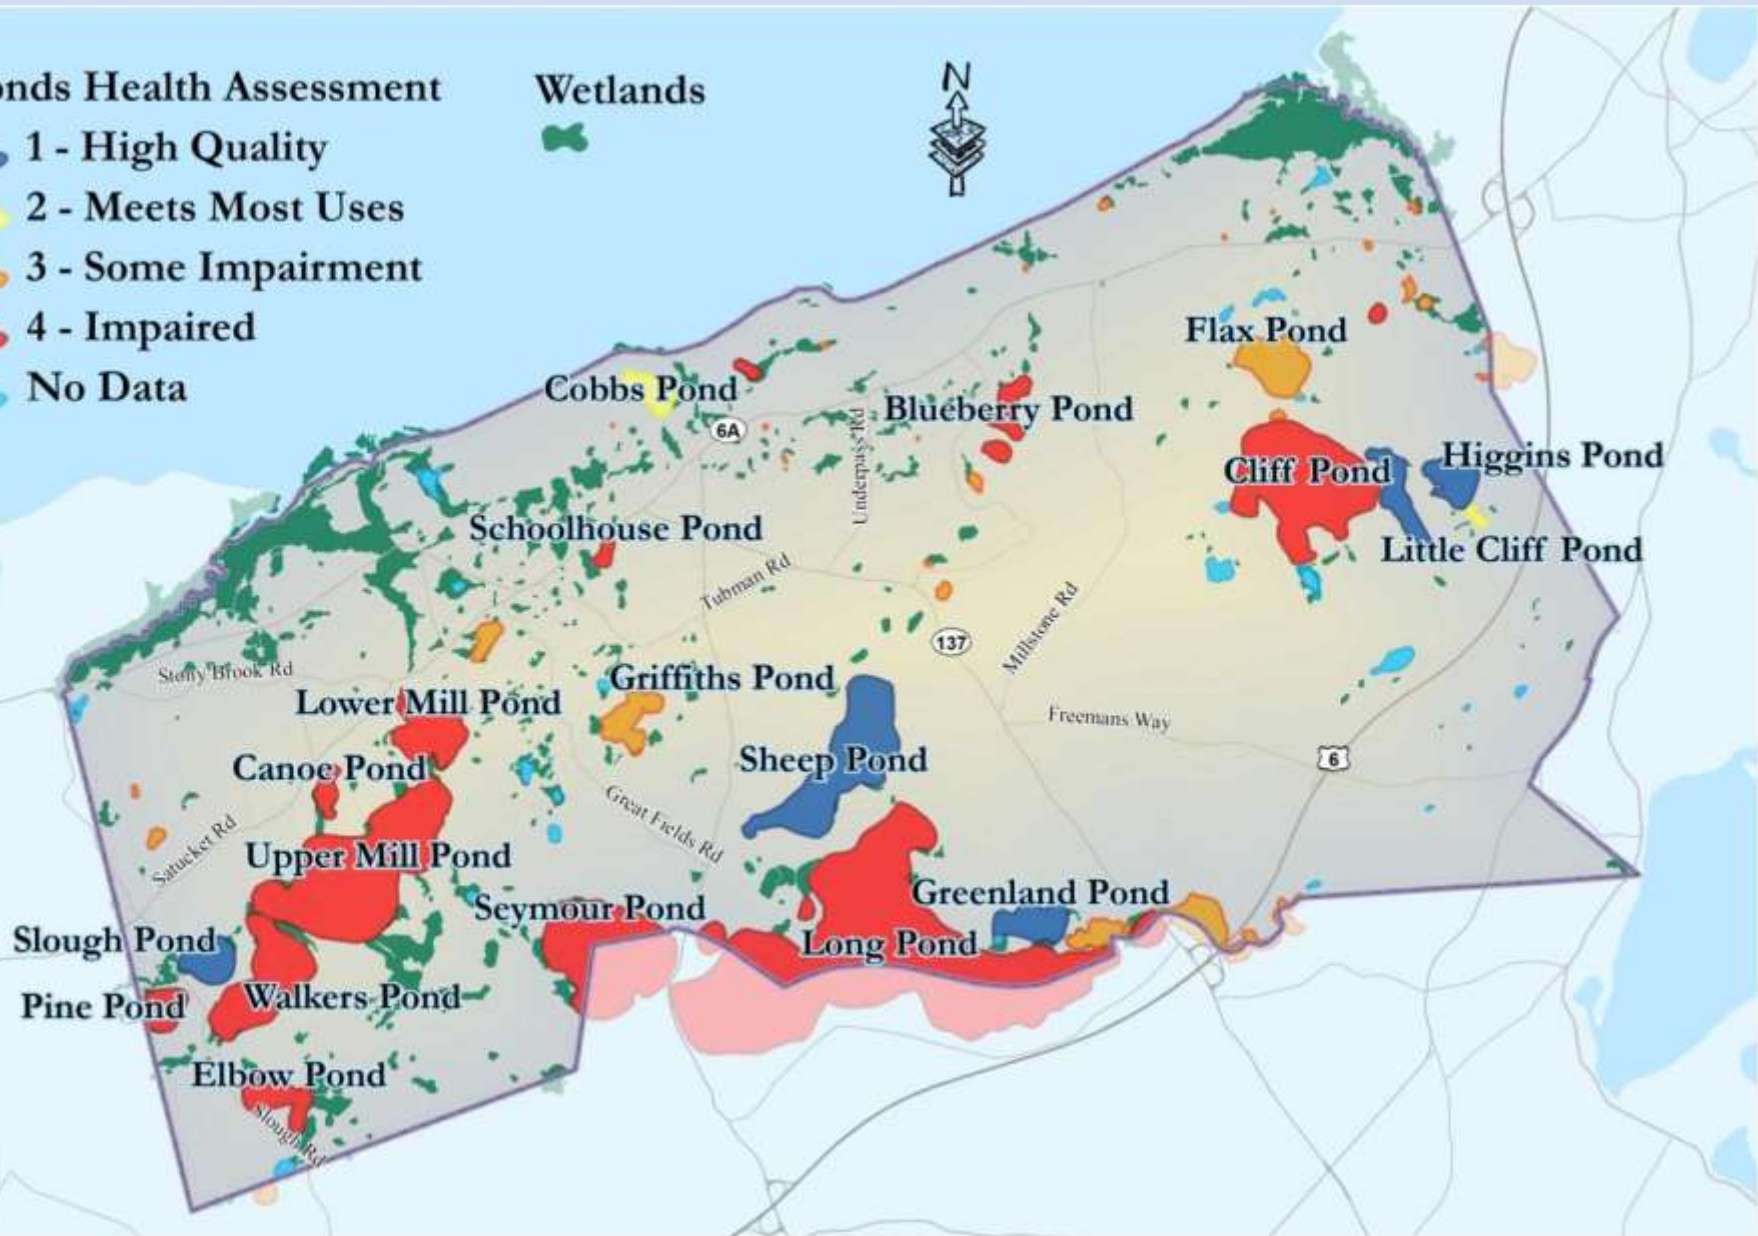 onds Health Assessment
1 - High Quality
2 - Meets Most Uses
3 - Some Impairment
4 - Impaired
No Data
Wetlands
N
Flax Pond
Cobbs Pond
6A
Blueberry Pond
Underpass Rd
Higgins Pond
Cliff Pond
Schoolhouse Pond
Little Cliff Pond
Tubman Rd
Millstone Rd
137
Stony Brook Rd
Griffiths Pond
Lower Mill Pond
Freemans Way
Sheep Pond
6
Canoe Pond
Great Fields Rd
Satucket Rd
Upper Mill Pond
Greenland Pond
Seymour Pond
Slough Pond
Long Pond
Walkers Pond
Pine Pond
Elbow Pond
Slough Rd